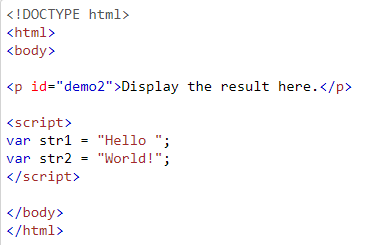 <!DOCTYPE html>
<html>
<body>
<p id="demo2">Display the result here.</p>
<script>
var str1 = "Hello ";
var str2 = "World!";
</script>
</body>
</html>